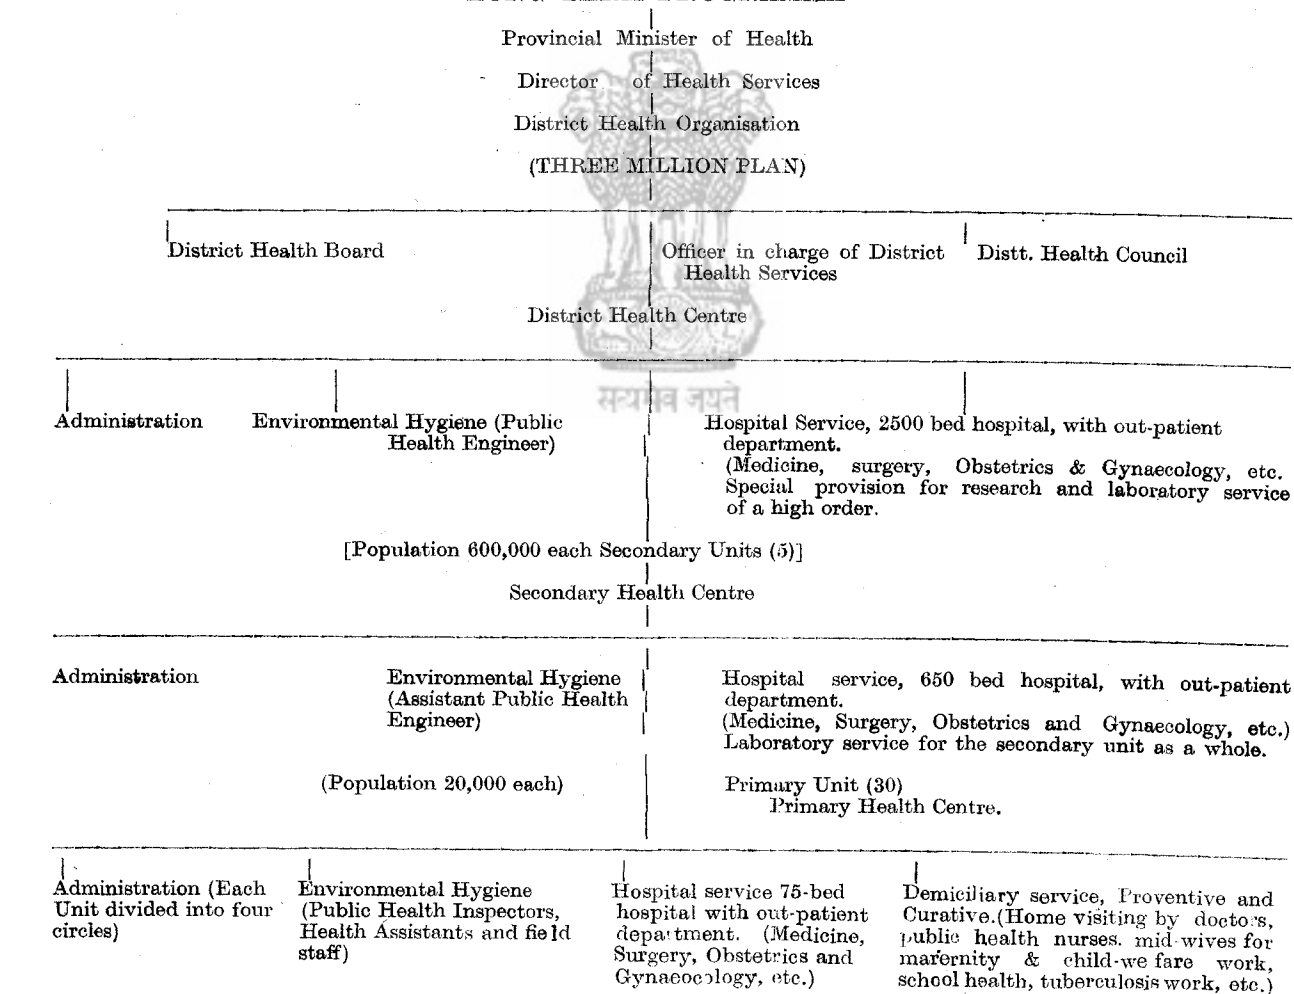 Provincial Minister of Health
Director of Health Services
District Health Organisation
(THREE MILLION PLAN)
District Health Board
Officer in charge of District
Health Services
Distt. Health Council
District Health Centre
सत्यमेव जयते
Administration
Environmental Hygiene (Public
Health Engineer)
Hospital Service, 2500 bed hospital, with out-patient
department.
(Medicine, surgery, Obstetrics & Gynaecology, etc.
Special provision for research and laboratory service
of a high order.
[Population 600,000 each Secondary Units (5)]
Secondary Health Centre
Administration
Environmental Hygiene
(Assistant Public Health
Engineer)
Hospital service, 650 bed hospital, with out-patient
department.
(Medicine, Surgery, Obstetrics and Gynaecology, etc.)
Laboratory service for the secondary unit as a whole.
(Population 20,000 each)
Primary Unit (30)
Primary Health Centre.
Administration (Each
Unit divided into four
circles)
Environmental Hygiene
(Public Health Inspectors,
Health Assistants and field
staff)
Hospital service 75-bed
hospital with out-patient
department. (Medicine,
Surgery, Obstetrics and
Gynaecology, etc.)
Demiciliary service, Proventive and
Curative.(Home visiting by doctors,
public health nurses. mid-wives for
marernity & child-we fare work,
school health, tuberculosis work, etc.)